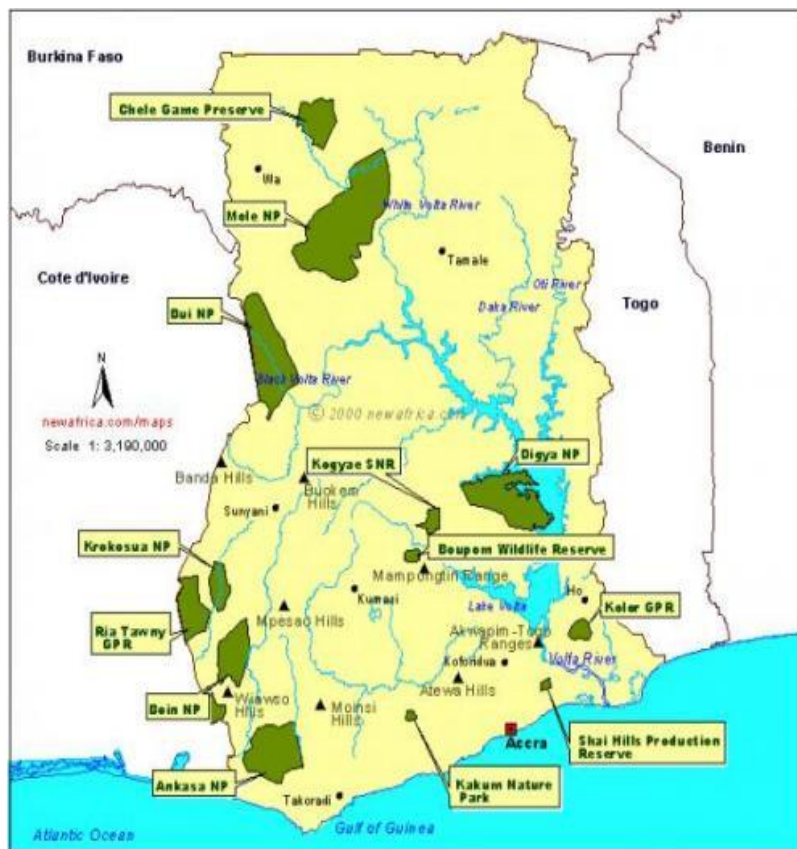 Burkina Faso
Chele Game Preserve
Benin
Wa
Mole NP
White Volta River
Tamale
Cote d'Ivoire
Oti River
Daka River
Togo
Bui NP
N
Black Volta River
newafrica.com/maps
© 2000 newafrica.com
Scale 1: 3,190,000
Banda Hills
Kogyae SNR
Digya NP
Buokem
Hills
Sunyani
Krokosua NP
Boupom Wildlife Reserve
Mampongtin Range
Kumasi
Ho
Mpesao Hills
Lake Volta
Kolor GPR
Ria Tawny
GPR
Akwapim-Togo
Ranges
Koforidua
Volta River
Atewa Hills
Boin NP
Wiawso
Hills
Moinsi
Hills
Accra
Shai Hills Production
Reserve
Ankasa NP
Kakum Nature
Park
Takoradi
Gulf of Guinea
Atlantic Ocean